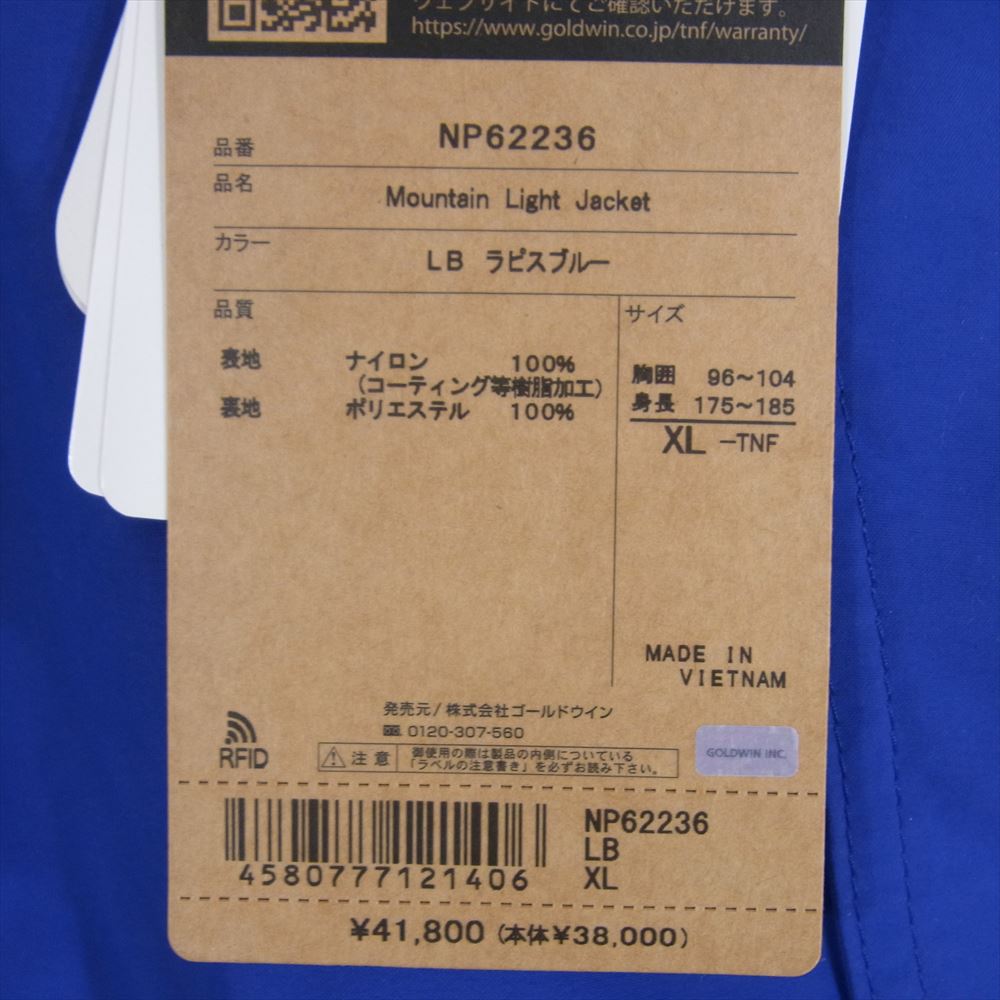 ウェブサイトにてご確認いただけます。
https://www.goldwin.co.jp/tnf/warranty/
品番 NP62236
品名 Mountain Light Jacket
カラー LB ラピスブルー
品質
表地 ナイロン 100%
(コーティング等樹脂加工)
裏地 ポリエステル 100%
サイズ
胸囲 96～104
身長 175～185
XL -TNF
MADE IN
VIETNAM
発売元/株式会社ゴールドウイン
0120-307-560
RFID
注意 御使用の際は製品の内側についている
「ラベルの注意書き」を必ずお読み下さい。
GOLDWIN INC.
4580777121406
NP62236
LB
XL
¥41,800 (本体¥38,000)